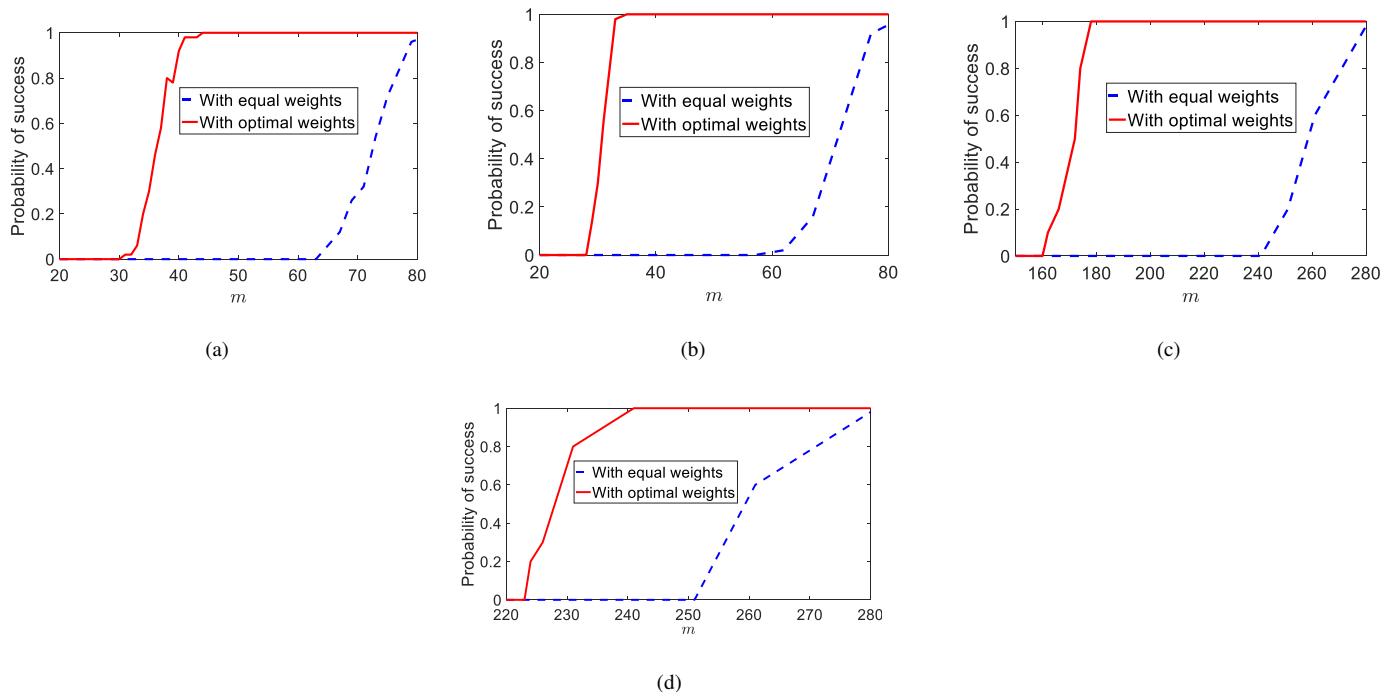 Probability of success
1
0.8
0.6
0.4
0.2
0
With equal weights
With optimal weights
20 30 40 50 60 70 80
m
(a)
Probability of success
1
0.8
0.6
0.4
0.2
0
With equal weights
With optimal weights
20 40 60 80
m
(b)
Probability of success
1
0.8
0.6
0.4
0.2
0
With equal weights
With optimal weights
160 180 200 220 240 260 280
m
(c)
Probability of success
1
0.8
0.6
0.4
0.2
0
With equal weights
With optimal weights
220 230 240 250 260 270 280
m
(d)